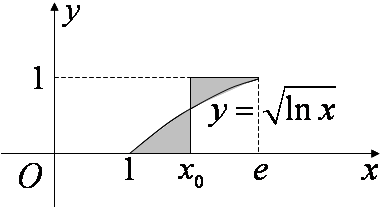 y
1
y = √ln x
O 1 x₀ e x